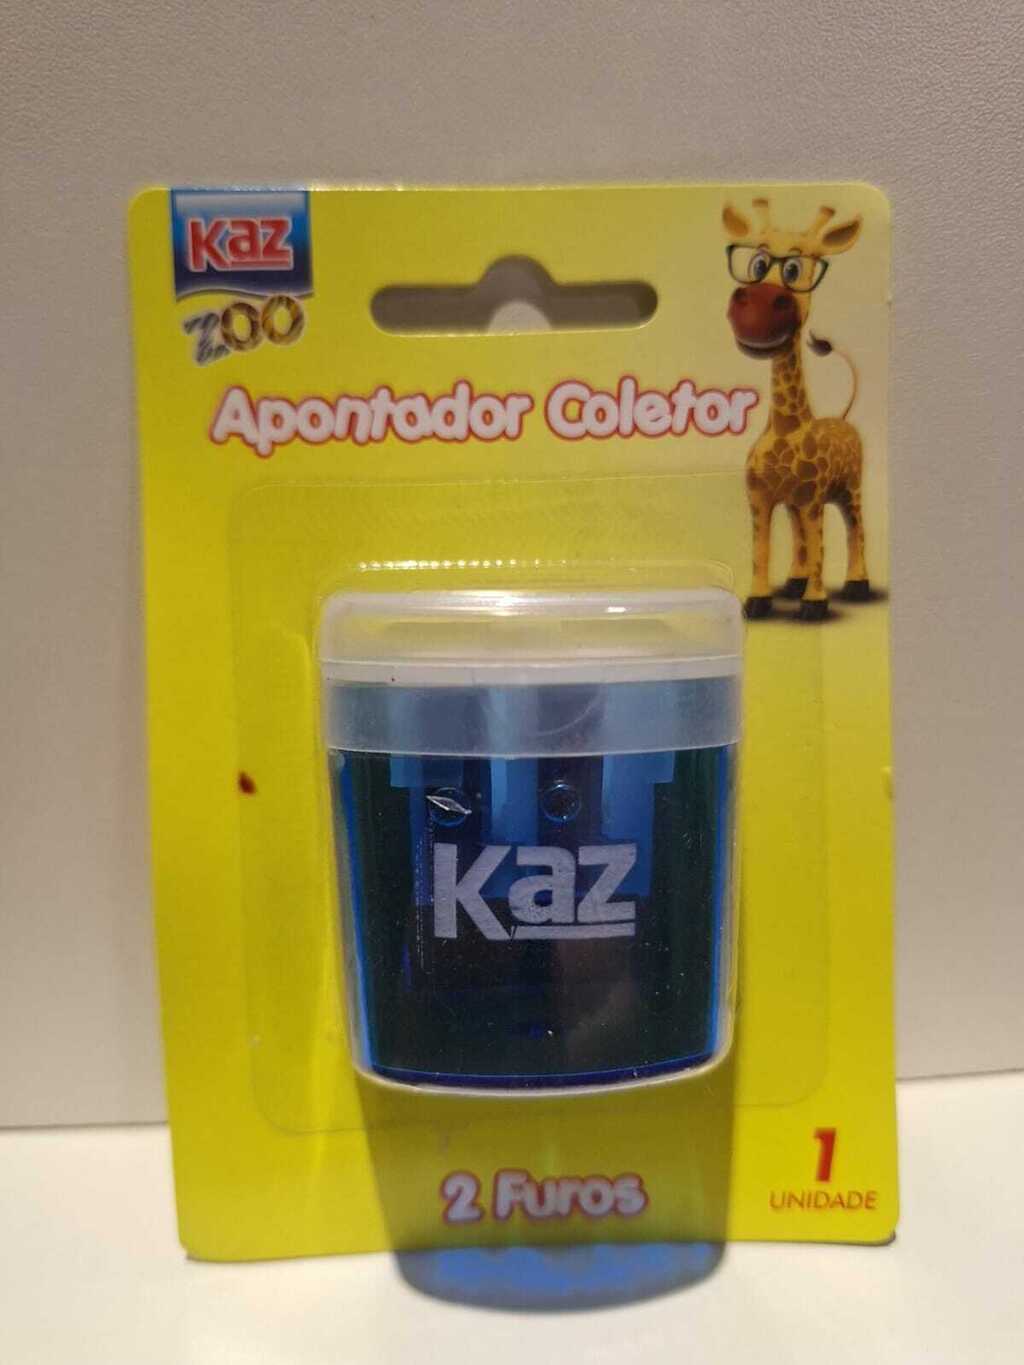 Kaz
ZOO
Apontador Coletor
Kaz
2 Furos
1
UNIDADE